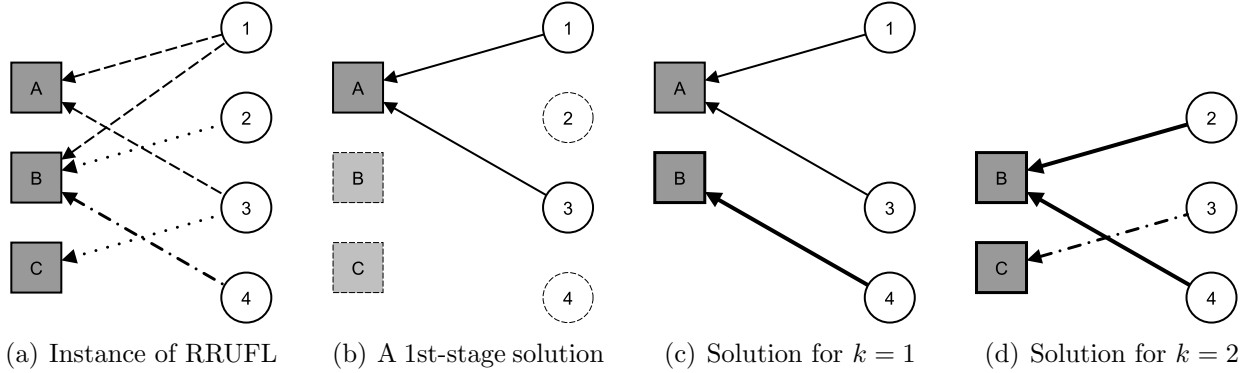 1
A
2
B
3
C
4
(a) Instance of RRUFL
1
A
2
B
3
C
4
(b) A 1st-stage solution
1
A
B
3
4
(c) Solution for k = 1
2
B
3
C
4
(d) Solution for k = 2